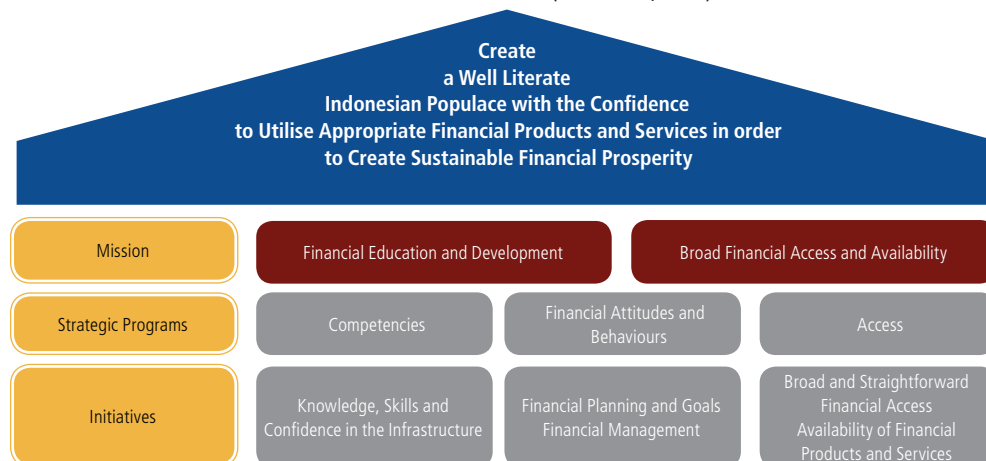 Create
a Well Literate
Indonesian Populace with the Confidence
to Utilise Appropriate Financial Products and Services in order
to Create Sustainable Financial Prosperity
Mission
Financial Education and Development
Broad Financial Access and Availability
Strategic Programs
Competencies
Financial Attitudes and
Behaviours
Access
Initiatives
Knowledge, Skills and
Confidence in the Infrastructure
Financial Planning and Goals
Financial Management
Broad and Straightforward
Financial Access
Availability of Financial
Products and Services